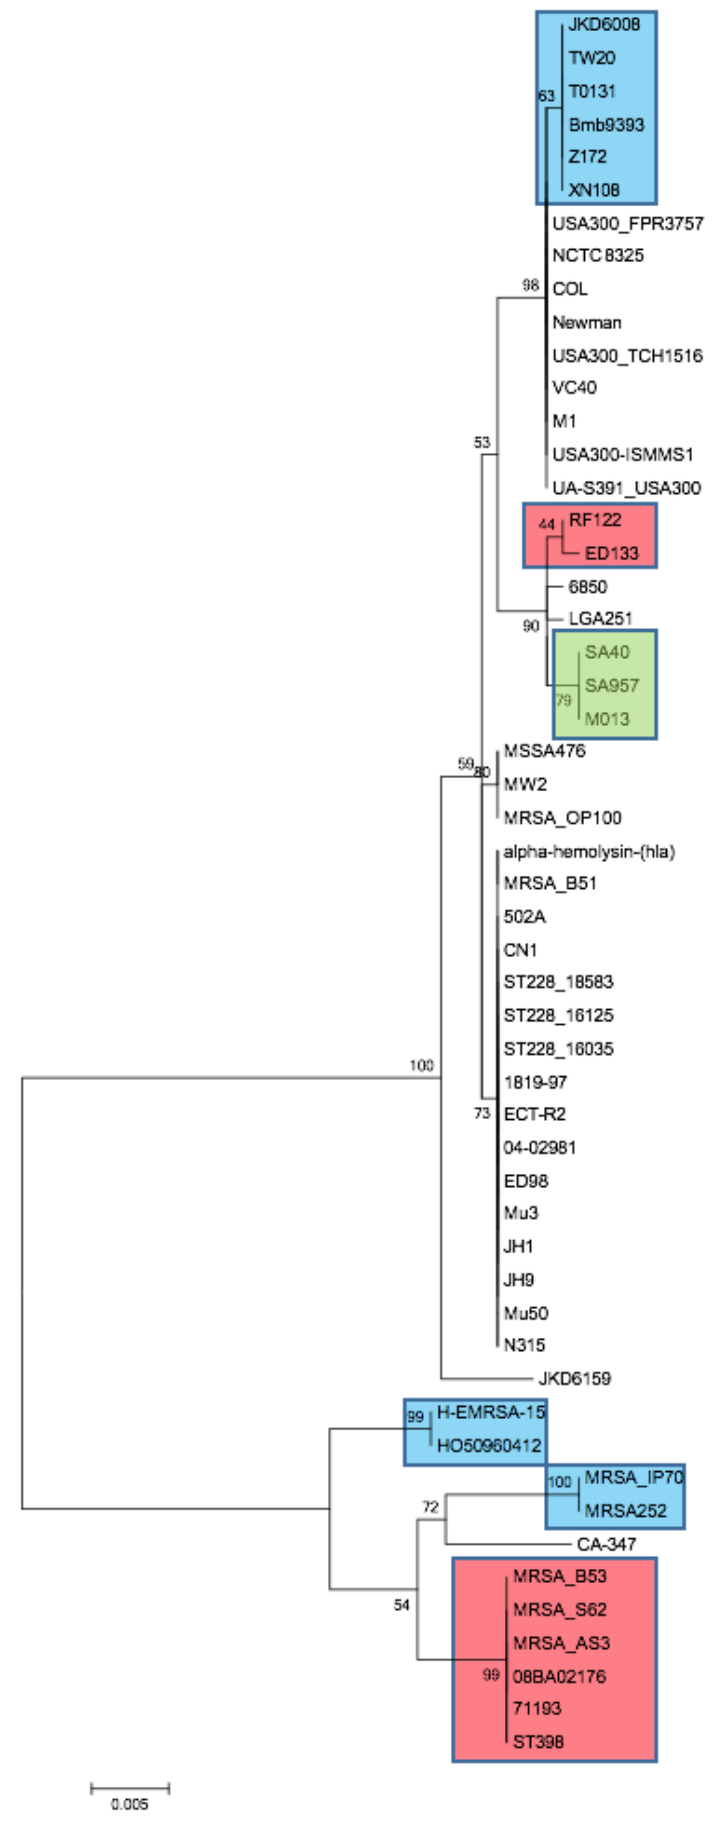 JKD6008
TW20
63
T0131
Bmb9393
Z172
XN108
USA300_FPR3757
NCTC 8325
98
COL
Newman
USA300_TCH1516
VC40
M1
53
USA300-ISMMS1
UA-S391_USA300
44
RF122
ED133
6850
LGA251
90
SA40
SA957
79
M013
MSSA476
59
80
MW2
MRSA_OP100
alpha-hemolysin-(hla)
MRSA_B51
502A
CN1
ST228_18583
ST228_16125
ST228_16035
100
1819-97
73
ECT-R2
04-02981
ED98
Mu3
JH1
JH9
Mu50
N315
JKD6159
99
H-EMRSA-15
HO50960412
100
MRSA_IP70
72
MRSA252
CA-347
MRSA_B53
54
MRSA_S62
MRSA_AS3
99
08BA02176
71193
ST398
0.005